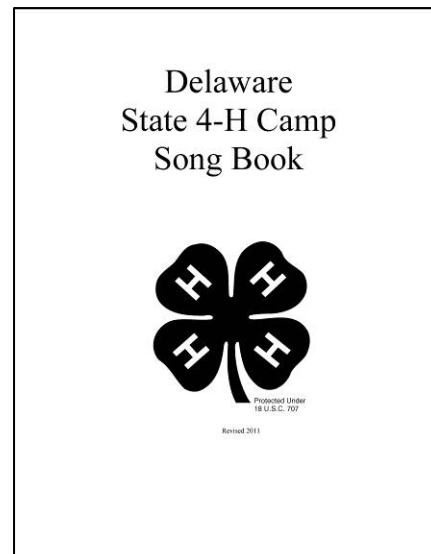 Delaware
State 4-H Camp
Song Book
H H
H H
Protected Under
18 U.S.C. 707
Revised 2011